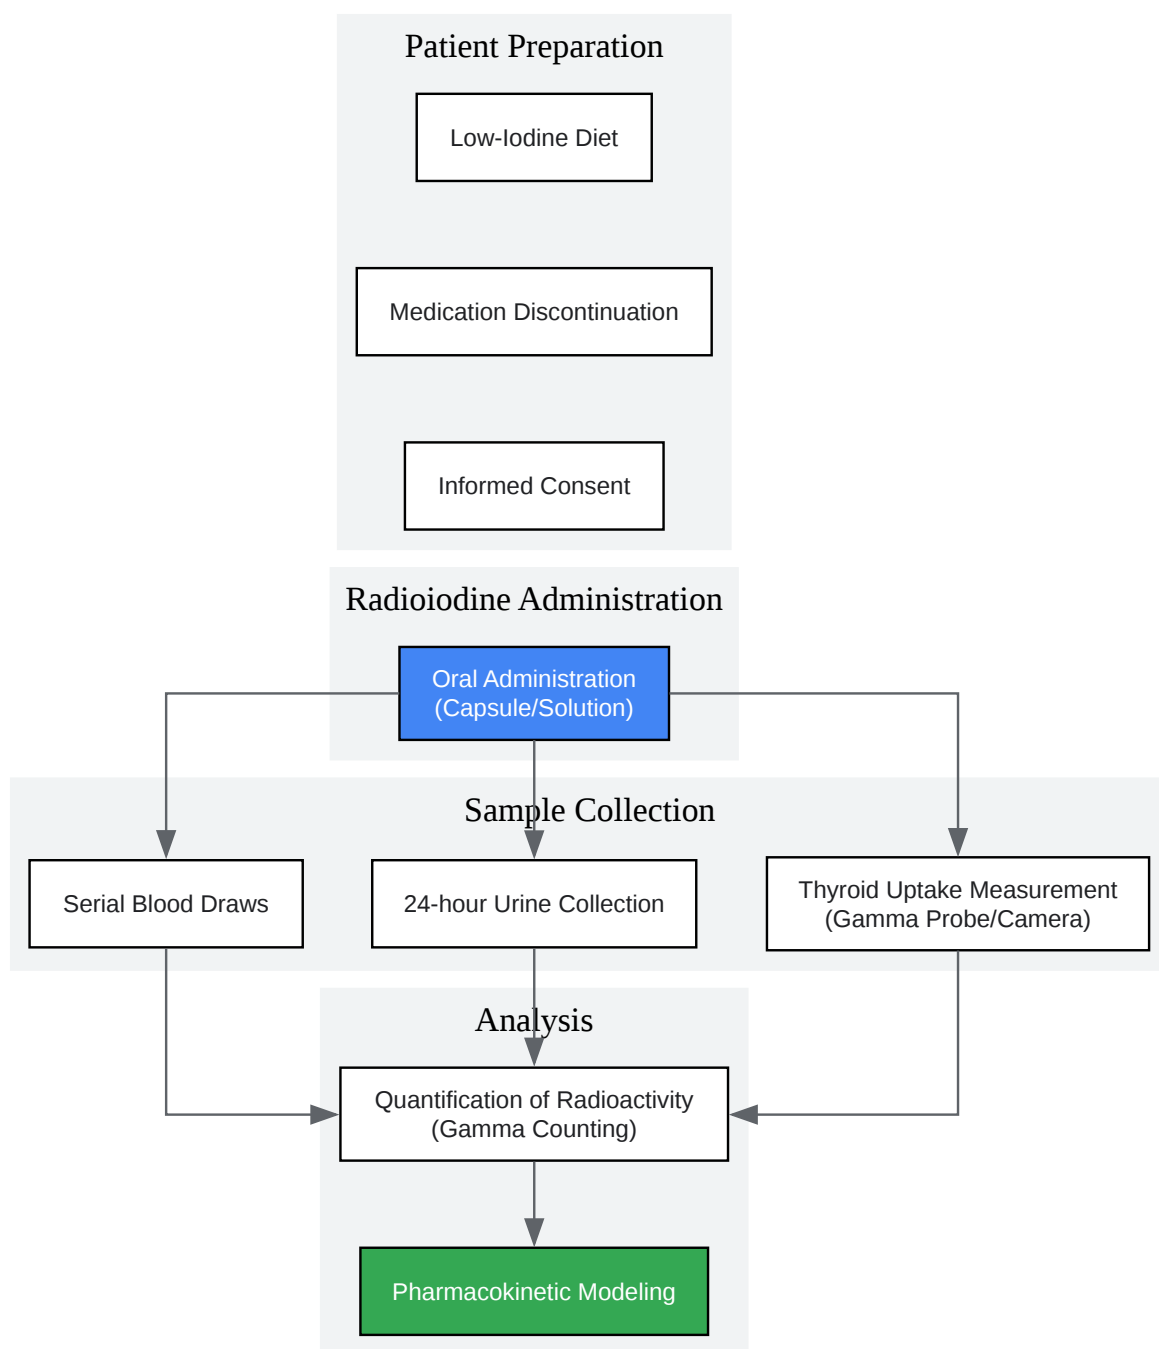 Patient Preparation
Low-Iodine Diet
Medication Discontinuation
Informed Consent
Radioiodine Administration
Oral Administration
(Capsule/Solution)
Sample Collection
Serial Blood Draws
24-hour Urine Collection
Thyroid Uptake Measurement
(Gamma Probe/Camera)
Analysis
Quantification of Radioactivity
(Gamma Counting)
Pharmacokinetic Modeling